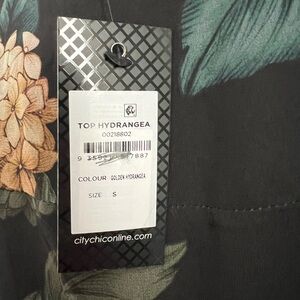 TOP HYDRANGEA
00218602
COLOUR GOLDEN HYDRANGEA
SIZE S
citychiconline.com